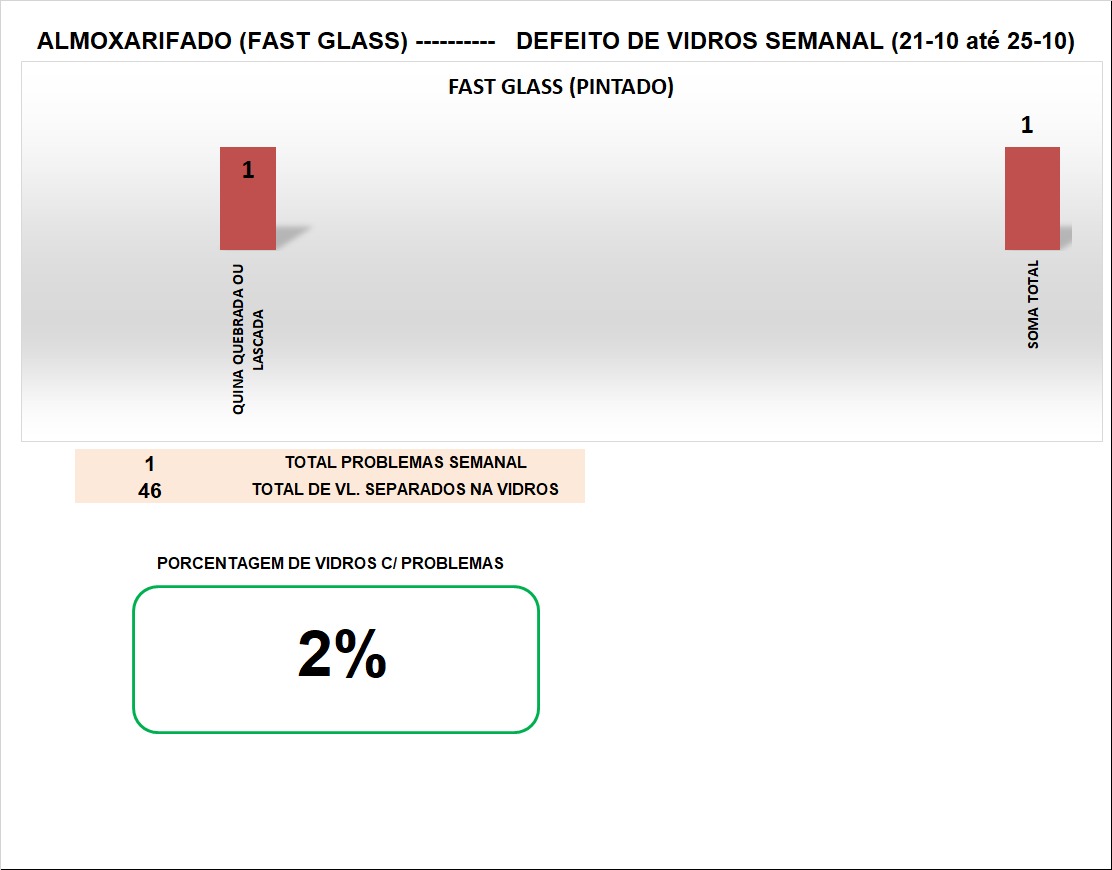 ALMOXARIFADO (FAST GLASS) ---------- DEFEITO DE VIDROS SEMANAL (21-10 até 25-10)
FAST GLASS (PINTADO)
1
1
QUINA QUEBRADA OU
LASCADA
SOMA TOTAL
1 TOTAL PROBLEMAS SEMANAL
46 TOTAL DE VL. SEPARADOS NA VIDROS
PORCENTAGEM DE VIDROS C/ PROBLEMAS
2%